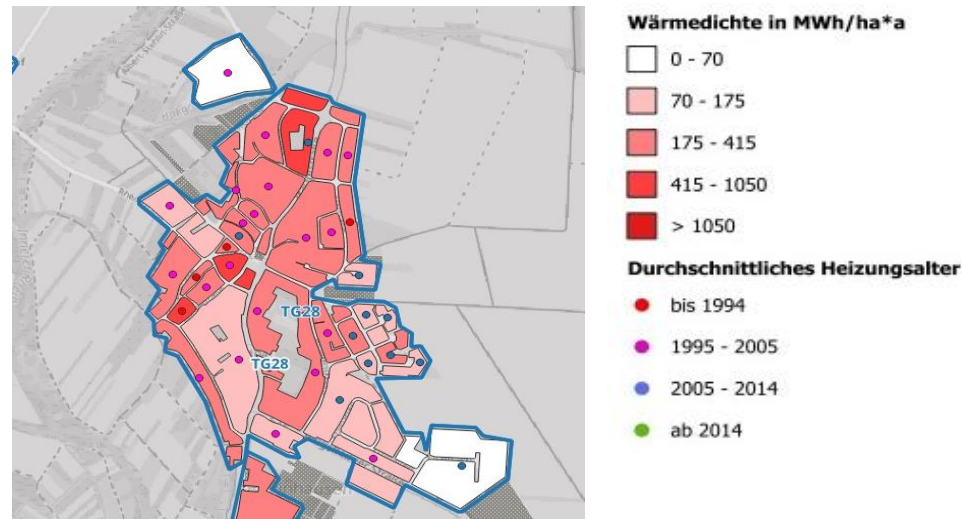 TG28
TG28
Wärmedichte in MWh/ha*a
0 - 70
70 - 175
175 - 415
415 - 1050
> 1050
Durchschnittliches Heizungsalter
bis 1994
1995 - 2005
2005 - 2014
ab 2014